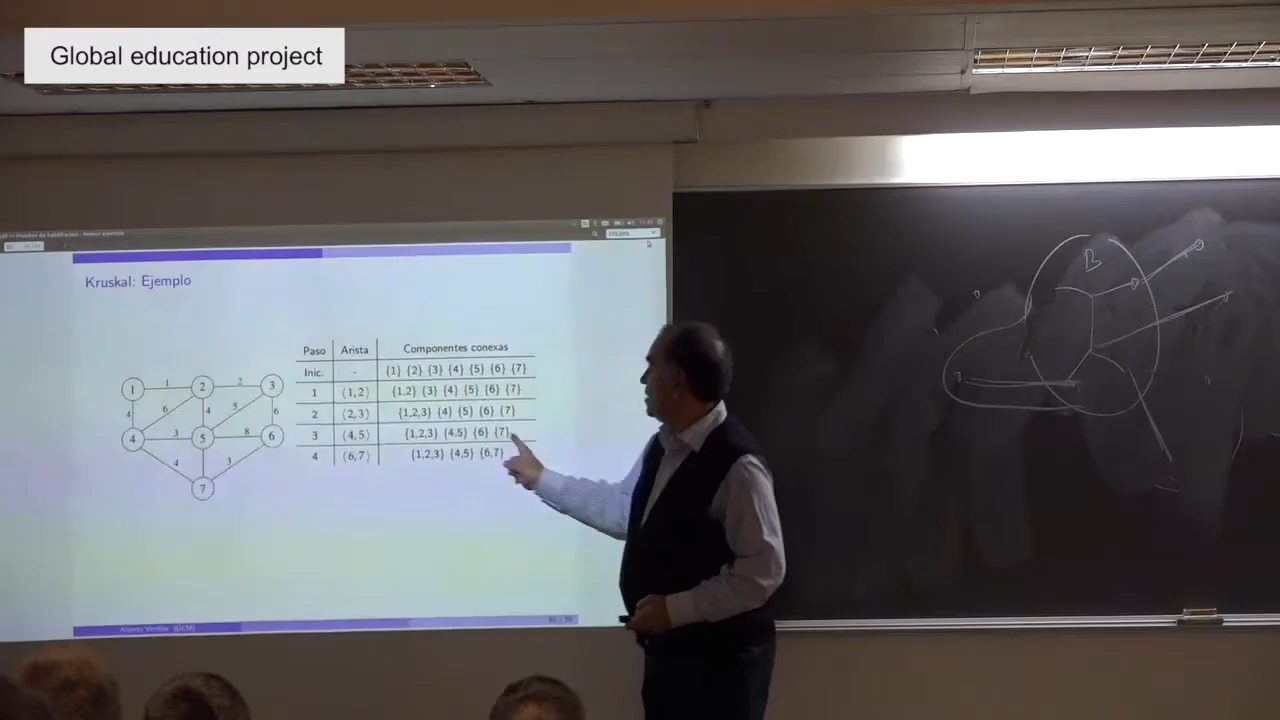 Global education project
Kruskal: Ejemplo
Paso Arista Componentes conexas
Inic. - {1} {2} {3} {4} {5} {6} {7}
1 (1,2) {1,2} {3} {4} {5} {6} {7}
2 (2,3) {1,2,3} {4} {5} {6} {7}
3 (4,5) {1,2,3} {4,5} {6} {7}
4 (6,7) {1,2,3} {4,5} {6,7}
1 1 2 2 3
4 6 4 5 6
4 3 5 8 6
4 3
7
B